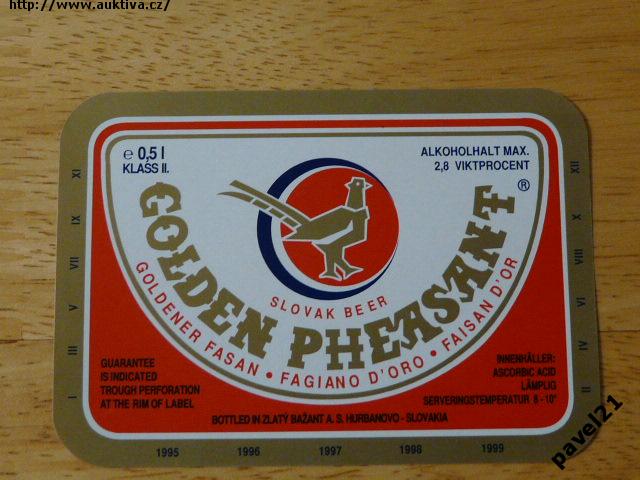 http://www.auktiva.cz/
℮ 0,5 l
KLASS II.
ALKOHOLHALT MAX.
2,8 VIKTPROCENT
GOLDEN PHEASANT ®
SLOVAK BEER
GOLDENER FASAN • FAGIANO D'ORO • FAISAN D'OR
GUARANTEE
IS INDICATED
TROUGH PERFORATION
AT THE RIM OF LABEL
INNEHÅLLER:
ASCORBIC ACID
LÄMPLIG
SERVERINGSTEMPERATUR 8 - 10°
BOTTLED IN ZLATÝ BAŽANT A. S. HURBANOVO - SLOVAKIA
XI
IX
VII
V
III
I
XII
X
VIII
VI
IV
II
1995 1996 1997 1998 1999
pavel21